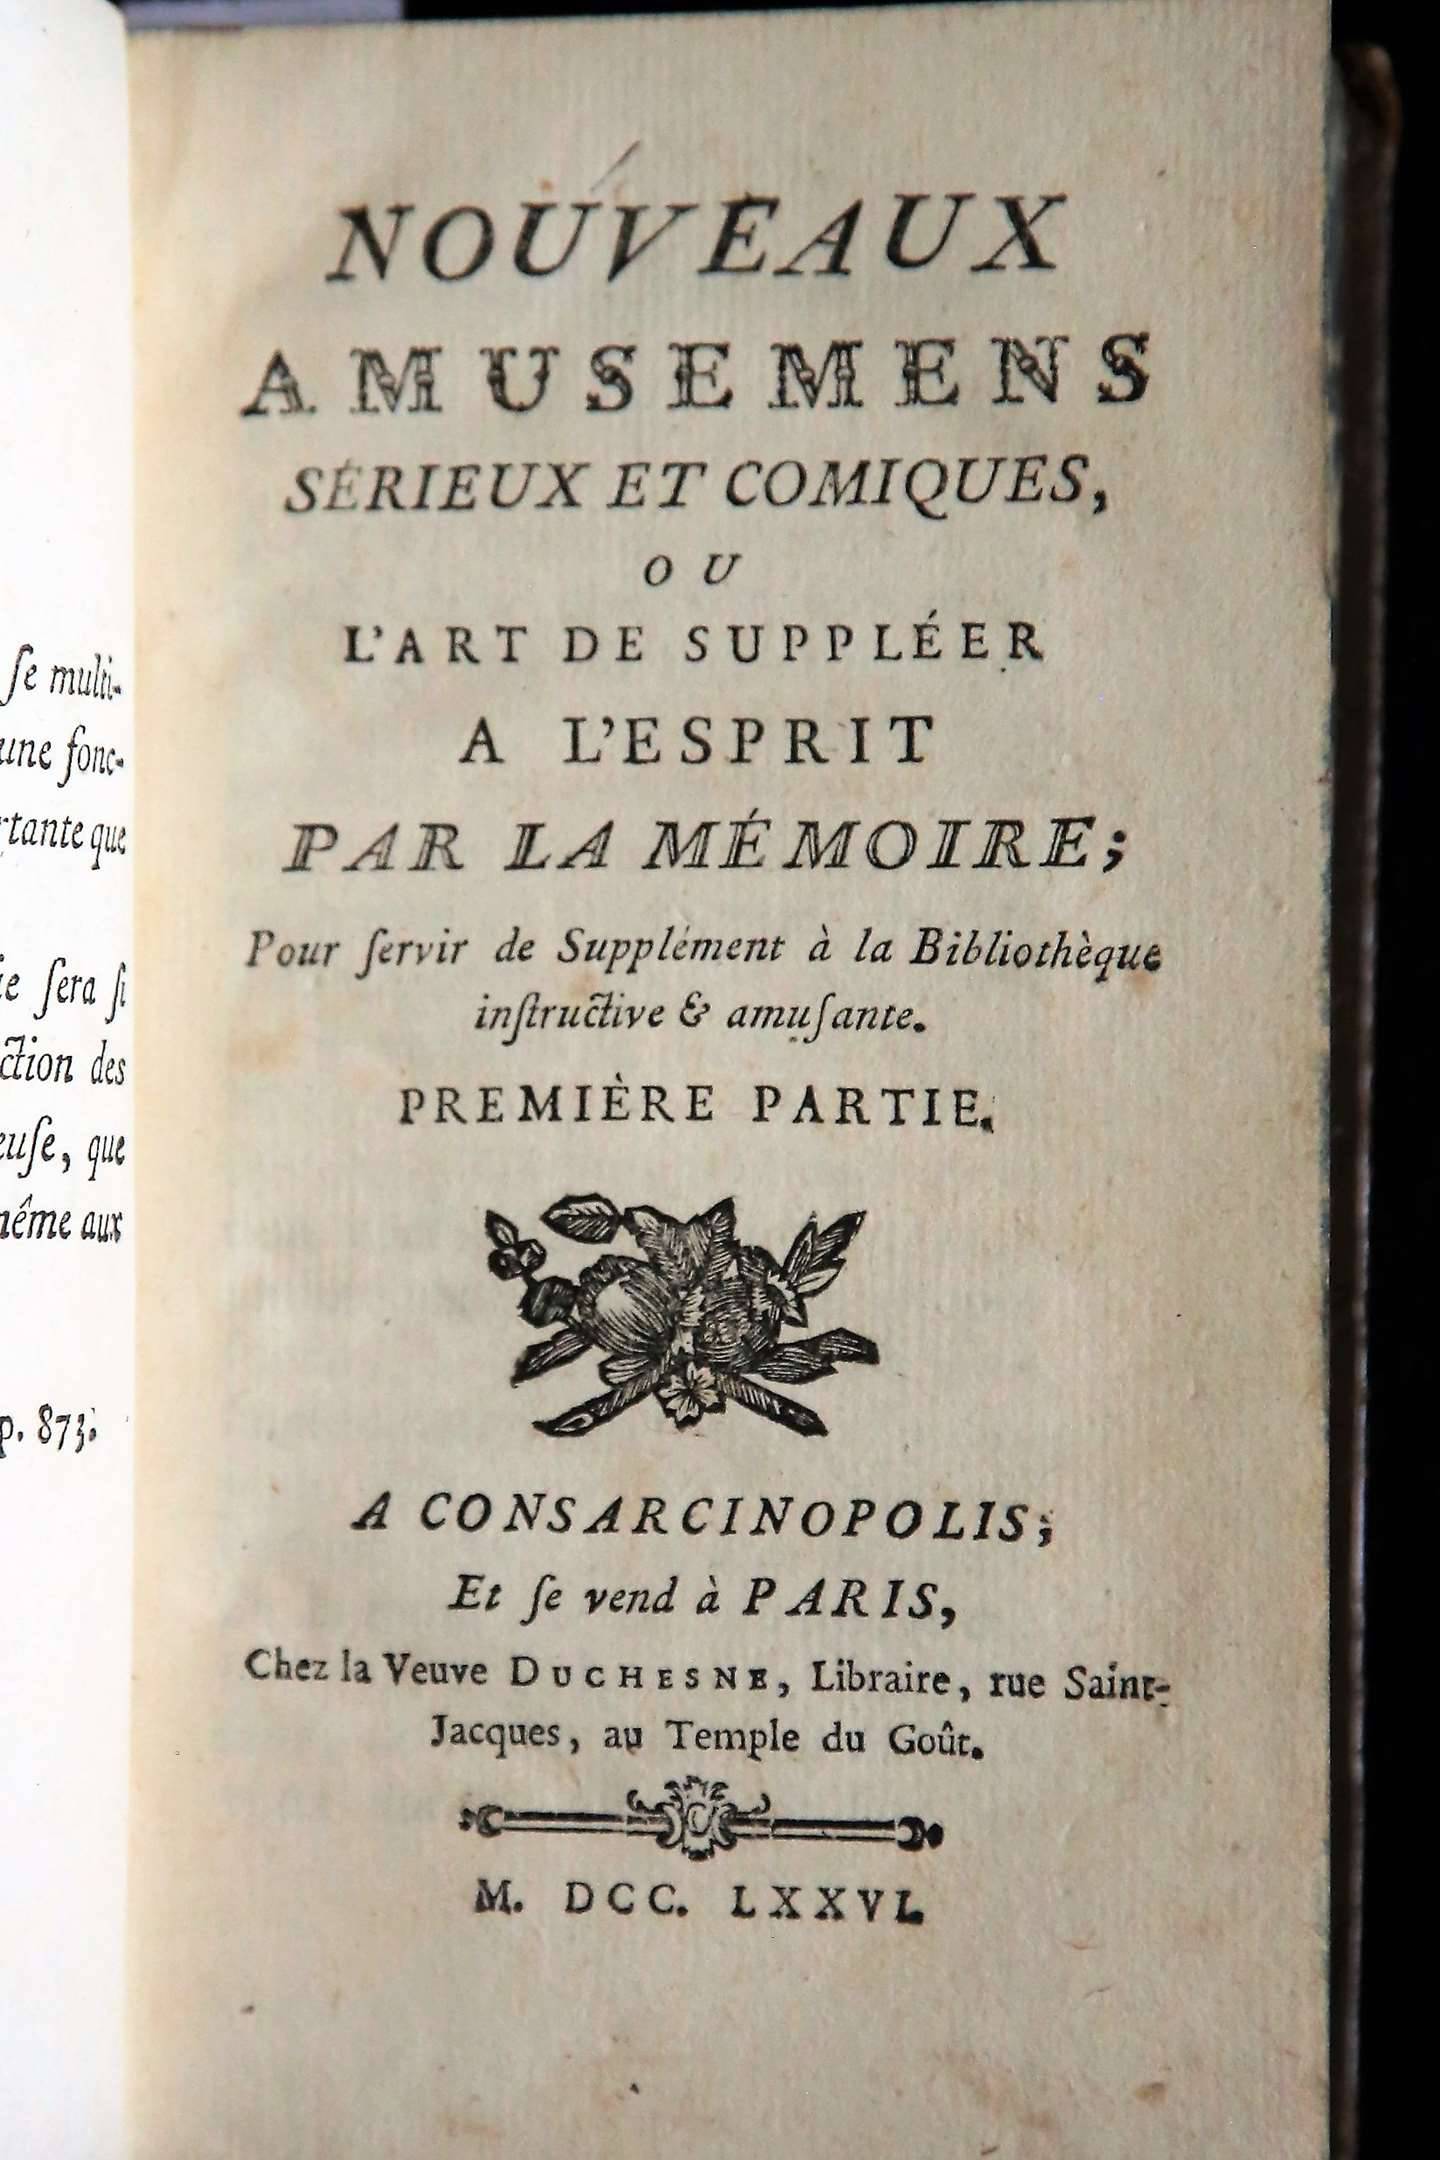 ſe multi-
une fonc-
rtante que
ie ſera ſi
ction des
euſe, que
même aux
p. 873.
NOUVEAUX
AMUSEMENS
SÉRIEUX ET COMIQUES,
OU
L'ART DE SUPPLÉER
A L'ESPRIT
PAR LA MÉMOIRE;
Pour ſervir de Supplément à la Bibliothèque
inſtructive & amuſante.
PREMIÈRE PARTIE.
A CONSARCINOPOLIS;
Et ſe vend à PARIS,
Chez la Veuve DUCHESNE, Libraire, rue Saint-
Jacques, au Temple du Goût.
M. DCC. LXXVI.